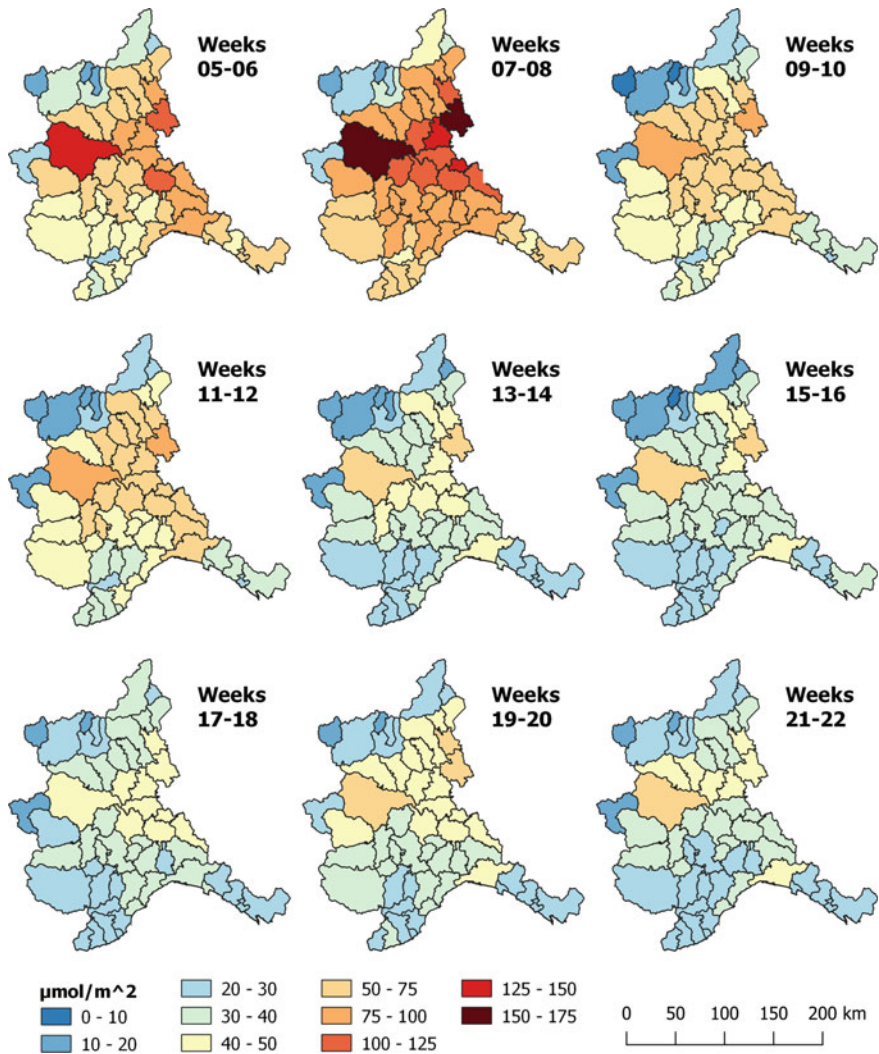 Weeks
05-06
Weeks
07-08
Weeks
09-10
Weeks
11-12
Weeks
13-14
Weeks
15-16
Weeks
17-18
Weeks
19-20
Weeks
21-22
µmol/m^2
0 - 10
10 - 20
20 - 30
30 - 40
40 - 50
50 - 75
75 - 100
100 - 125
125 - 150
150 - 175
0 50 100 150 200 km